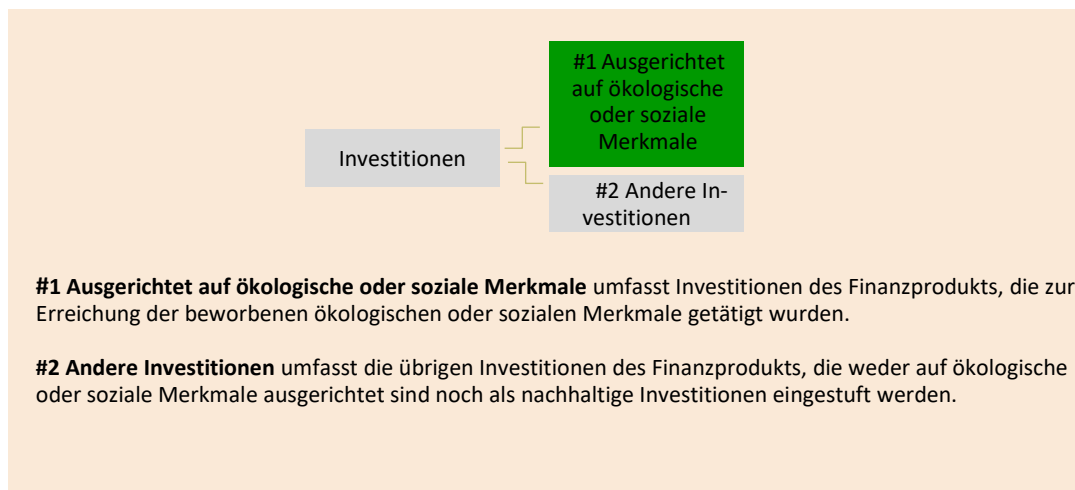 #1 Ausgerichtet
auf ökologische
oder soziale
Merkmale
Investitionen
#2 Andere In-
vestitionen
#1 Ausgerichtet auf ökologische oder soziale Merkmale umfasst Investitionen des Finanzprodukts, die zur
Erreichung der beworbenen ökologischen oder sozialen Merkmale getätigt wurden.
#2 Andere Investitionen umfasst die übrigen Investitionen des Finanzprodukts, die weder auf ökologische
oder soziale Merkmale ausgerichtet sind noch als nachhaltige Investitionen eingestuft werden.